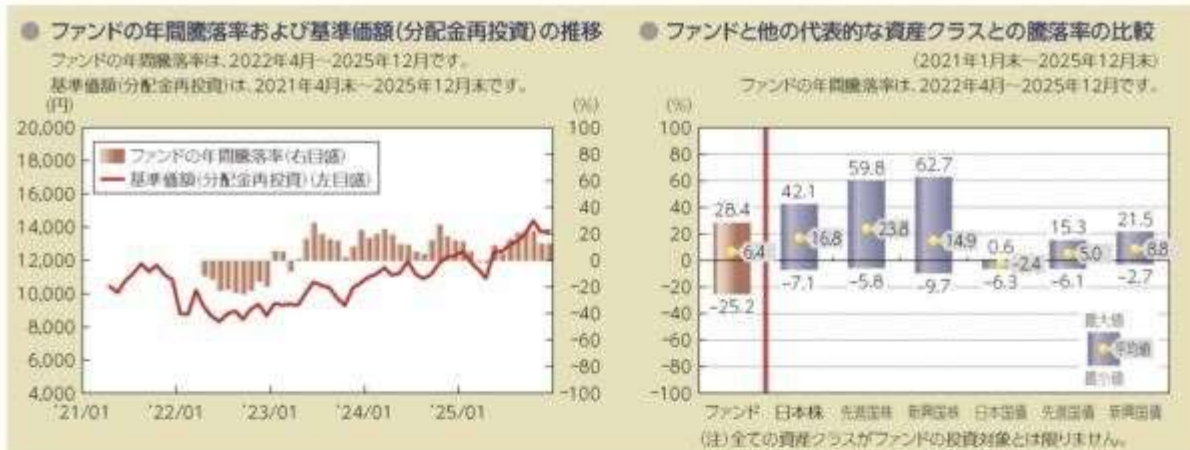 ● ファンドの年間騰落率および基準価額(分配金再投資)の推移
ファンドの年間騰落率は、2022年4月～2025年12月です。
基準価額(分配金再投資)は、2021年4月末～2025年12月末です。
(円)
(%)
20,000
18,000
16,000
14,000
12,000
10,000
8,000
6,000
4,000
100
80
60
40
20
0
-20
-40
-60
-80
-100
ファンドの年間騰落率(右目盛)
基準価額(分配金再投資)(左目盛)
'21/01 '22/01 '23/01 '24/01 '25/01
● ファンドと他の代表的な資産クラスとの騰落率の比較
(2021年1月末～2025年12月末)
ファンドの年間騰落率は、2022年4月～2025年12月です。
(%)
100
80
60
40
20
0
-20
-40
-60
-80
-100
28.4 42.1 59.8 62.7 0.6 15.3 21.5
6.4 16.8 23.8 14.9 -2.4 5.0 8.8
-25.2 -7.1 -5.8 -9.7 -6.3 -6.1 -2.7
最大値
平均値
最小値
ファンド 日本株 先進国株 新興国株 日本国債 先進国債 新興国債
(注)全ての資産クラスがファンドの投資対象とは限りません。